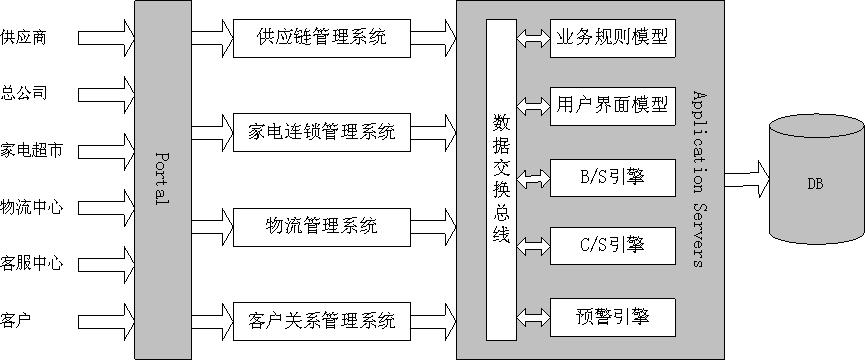 供应商
总公司
家电超市
物流中心
客服中心
客户
Portal
供应链管理系统
家电连锁管理系统
物流管理系统
客户关系管理系统
数据交换总线
业务规则模型
用户界面模型
B/S引擎
C/S引擎
预警引擎
Application Servers
DB